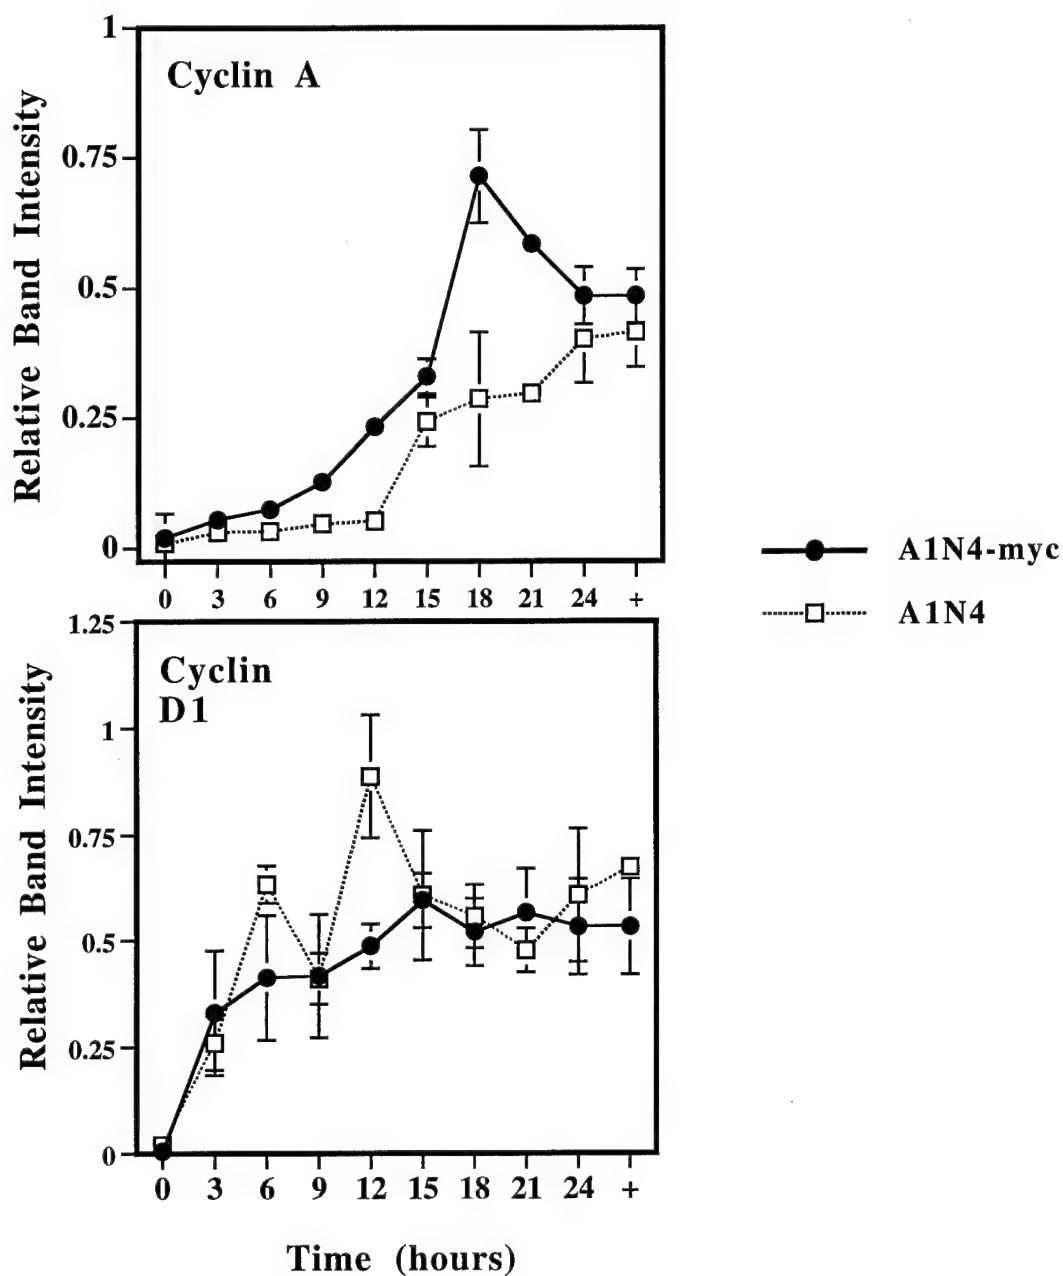 Cyclin A
Relative Band Intensity
1
0.75
0.5
0.25
0
0 3 6 9 12 15 18 21 24 +
A1N4-myc
A1N4
Cyclin
D1
Relative Band Intensity
1.25
1
0.75
0.5
0.25
0
0 3 6 9 12 15 18 21 24 +
Time (hours)